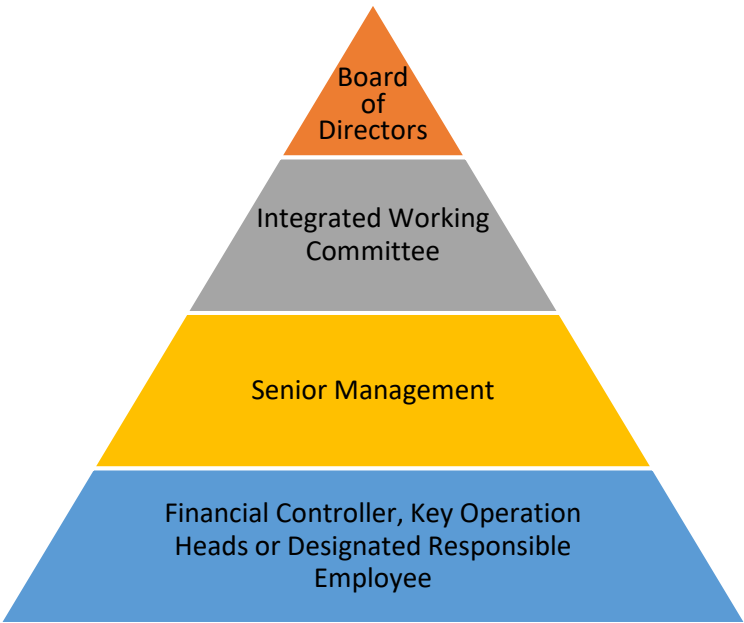 Board
of
Directors
Integrated Working
Committee
Senior Management
Financial Controller, Key Operation
Heads or Designated Responsible
Employee